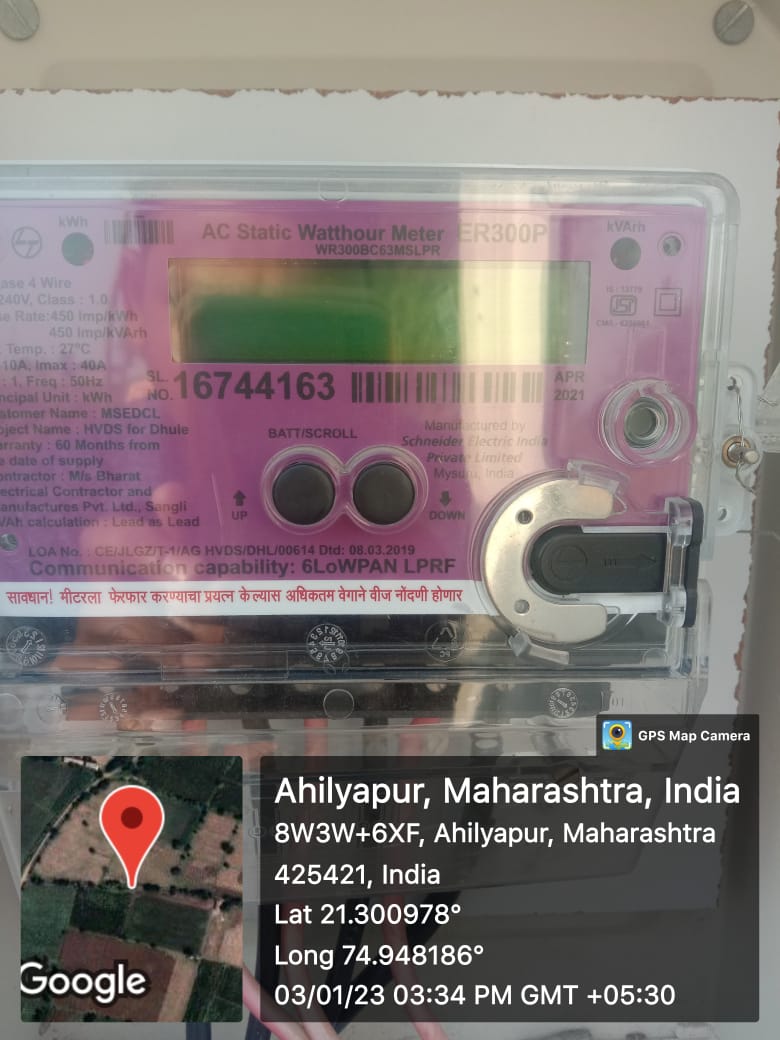 kWh
AC Static Watthour Meter ER300P
WR300BC63MSLPR
kVArh
IS : 13779
ase 4 Wire
240V, Class : 1.0
se Rate:450 Imp/kWh
450 Imp/kVArh
. Temp. : 27°C
10A, Imax : 40A
: 1, Freq : 50Hz
ncipal Unit : kWh
stomer Name : MSEDCL
oject Name : HVDS for Dhule
arranty : 60 Months from
e date of supply
ontractor : M/s Bharat
ectrical Contractor and
anufactures Pvt. Ltd., Sangli
VAh calculation : Lead as Lead
SL. NO. 16744163
APR 2021
BATT/SCROLL
UP
DOWN
Manufactured by
Schneider Electric India
Private Limited
Mysuru, India
LOA No. : CE/JLGZ/T-1/AG HVDS/DHL/00614 Dtd: 08.03.2019
Communication capability: 6LoWPAN LPRF
सावधान! मीटरला फेरफार करण्याचा प्रयत्न केल्यास अधिकतम वेगाने वीज नोंदणी होणार
GPS Map Camera
Google
Ahilyapur, Maharashtra, India
8W3W+6XF, Ahilyapur, Maharashtra
425421, India
Lat 21.300978°
Long 74.948186°
03/01/23 03:34 PM GMT +05:30